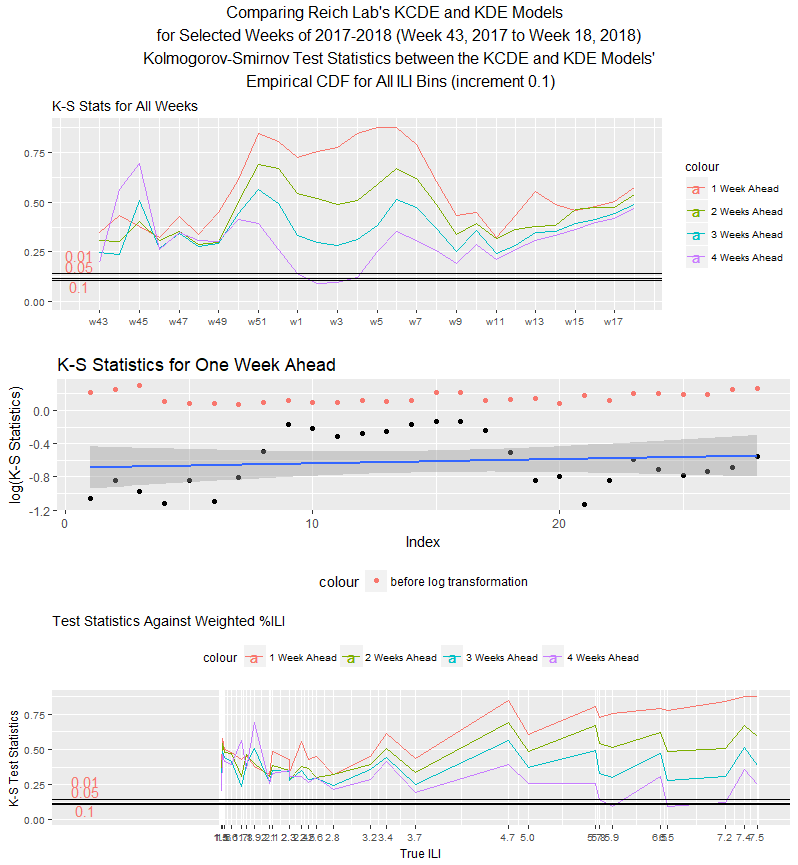 Comparing Reich Lab's KCDE and KDE Models
for Selected Weeks of 2017-2018 (Week 43, 2017 to Week 18, 2018)
Kolmogorov-Smirnov Test Statistics between the KCDE and KDE Models'
Empirical CDF for All ILI Bins (increment 0.1)
K-S Stats for All Weeks
0.75
0.50
0.25
0.00
0.01
0.05
0.1
w43 w45 w47 w49 w51 w1 w3 w5 w7 w9 w11 w13 w15 w17
colour
a 1 Week Ahead
a 2 Weeks Ahead
a 3 Weeks Ahead
a 4 Weeks Ahead
K-S Statistics for One Week Ahead
log(K-S Statistics)
0.0
-0.4
-0.8
-1.2
0 10 20
Index
colour before log transformation
Test Statistics Against Weighted %ILI
colour a 1 Week Ahead a 2 Weeks Ahead a 3 Weeks Ahead a 4 Weeks Ahead
K-S Test Statistics
0.75
0.50
0.25
0.00
0.01
0.05
0.1
2.8 3.2 3.4 3.7 4.7 5.0 5.9 7.2 7.4 7.5
True ILI